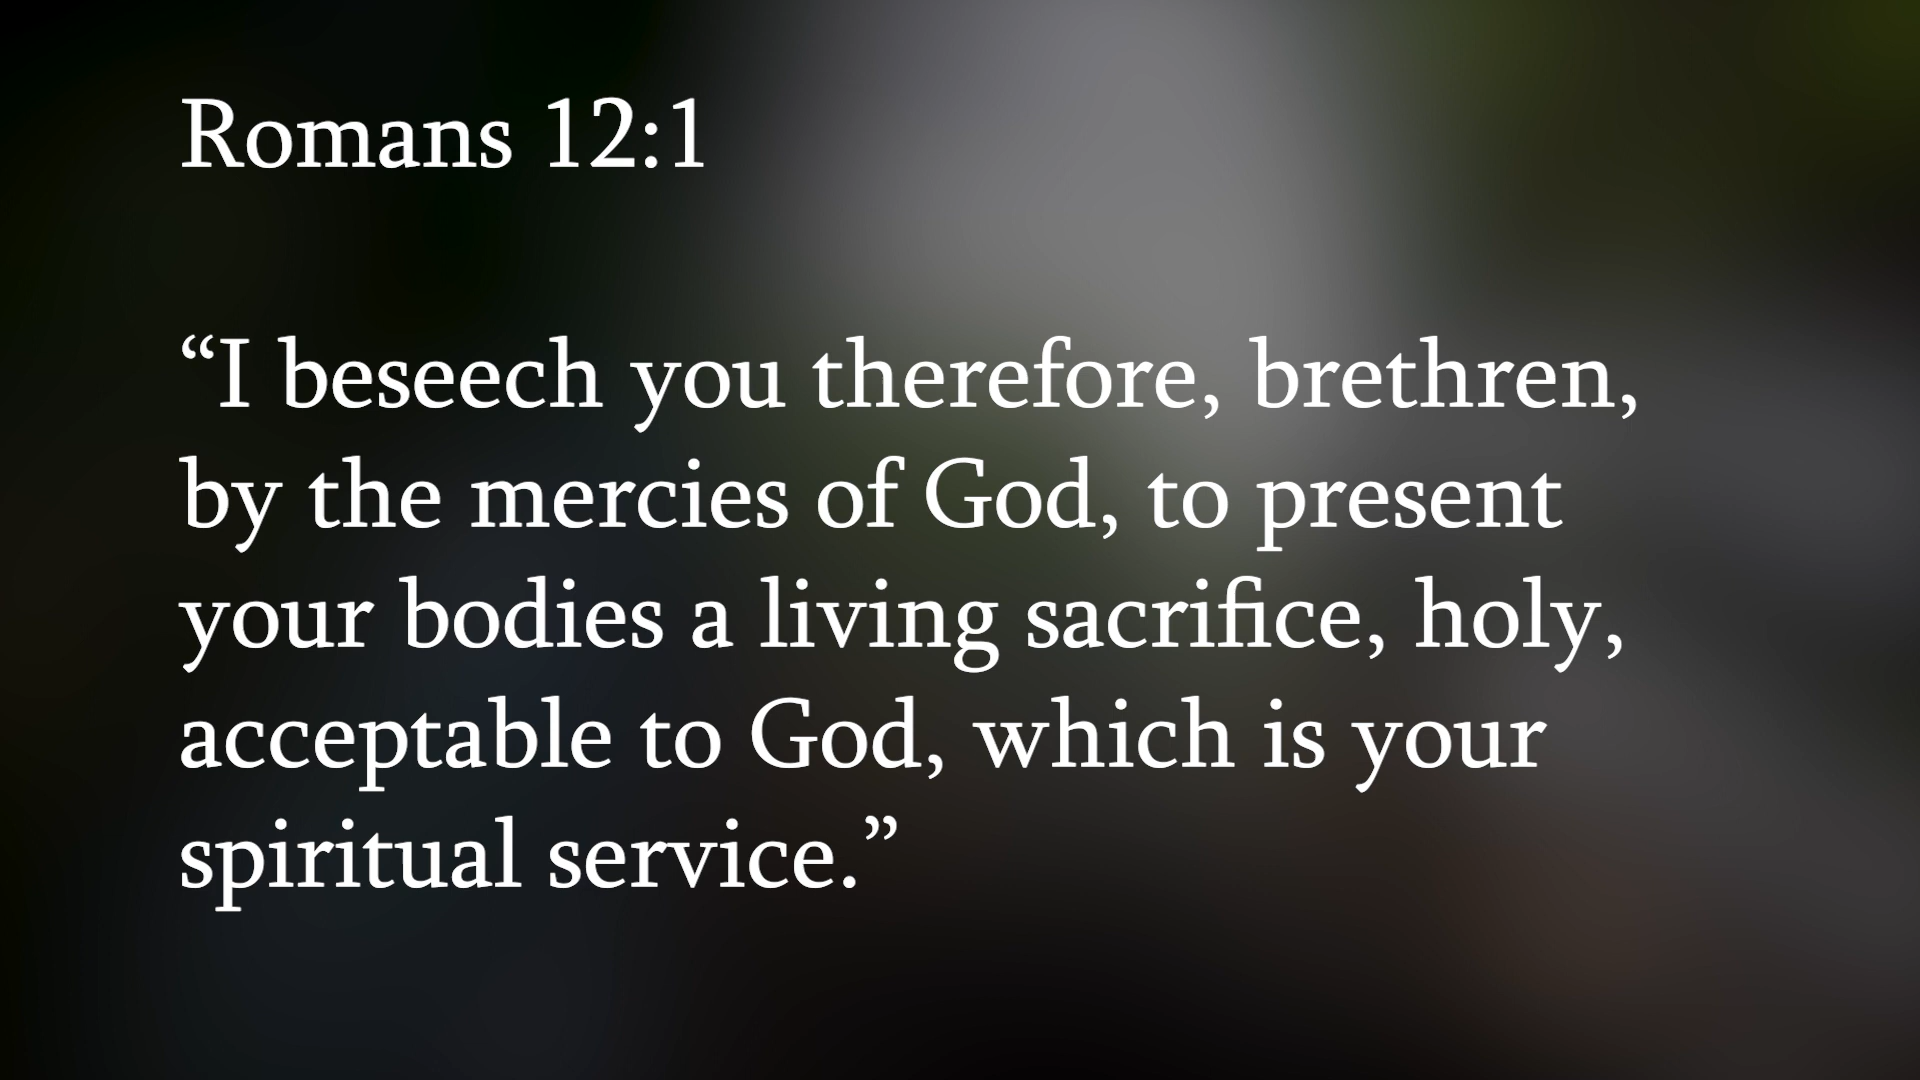 Romans 12:1
“I beseech you therefore, brethren,
by the mercies of God, to present
your bodies a living sacrifice, holy,
acceptable to God, which is your
spiritual service.”